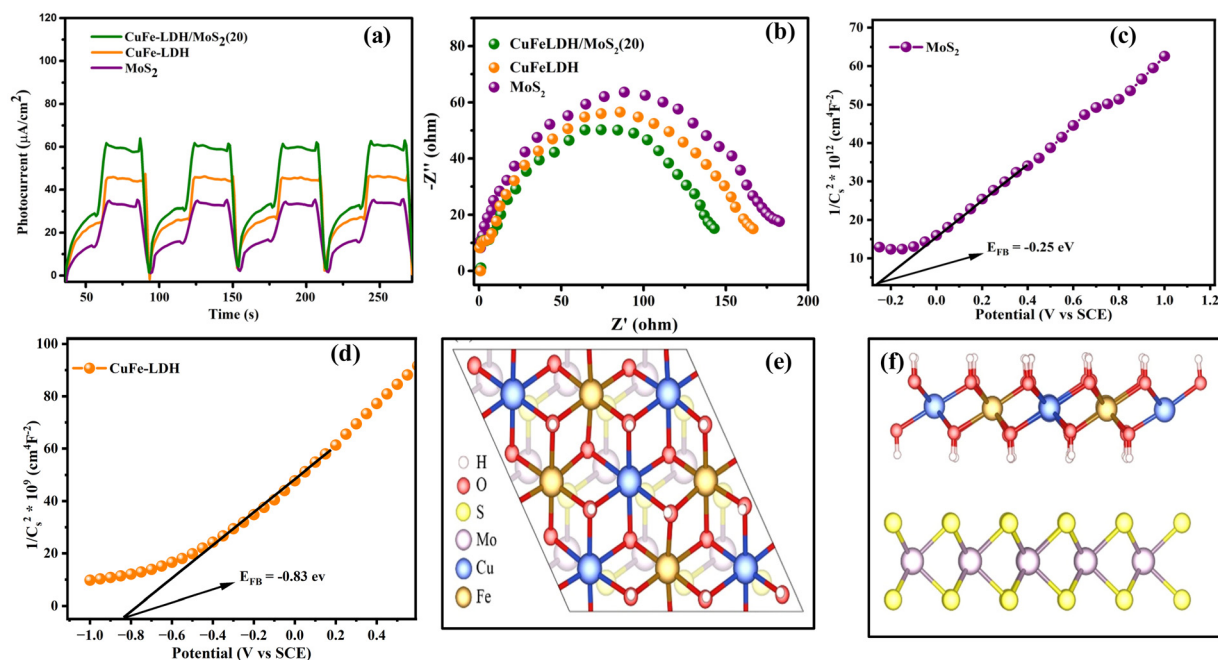 (a)
CuFe-LDH/MoS2(20)
CuFe-LDH
MoS2
Photocurrent (μA/cm²)
120
100
80
60
40
20
0
50
100
150
200
250
Time (s)
(b)
CuFeLDH/MoS₂(20)
CuFeLDH
MoS₂
-Z'' (ohm)
80
60
40
20
0
0
50
100
150
200
Z' (ohm)
(c)
MoS₂
1/Cₛ² * 10¹² (cm⁴F⁻²)
70
60
50
40
30
20
10
E_FB = -0.25 eV
−0.2
0.0
0.2
0.4
0.6
0.8
1.0
1.2
Potential (V vs SCE)
(d)
CuFe-LDH
1/Cₛ² * 10⁹ (cm⁴F⁻²)
100
80
60
40
20
0
E_FB = -0.83 ev
−1.0
−0.8
−0.6
−0.4
−0.2
0.0
0.2
0.4
Potential (V vs SCE)
(e)
H
O
S
Mo
Cu
Fe
(f)